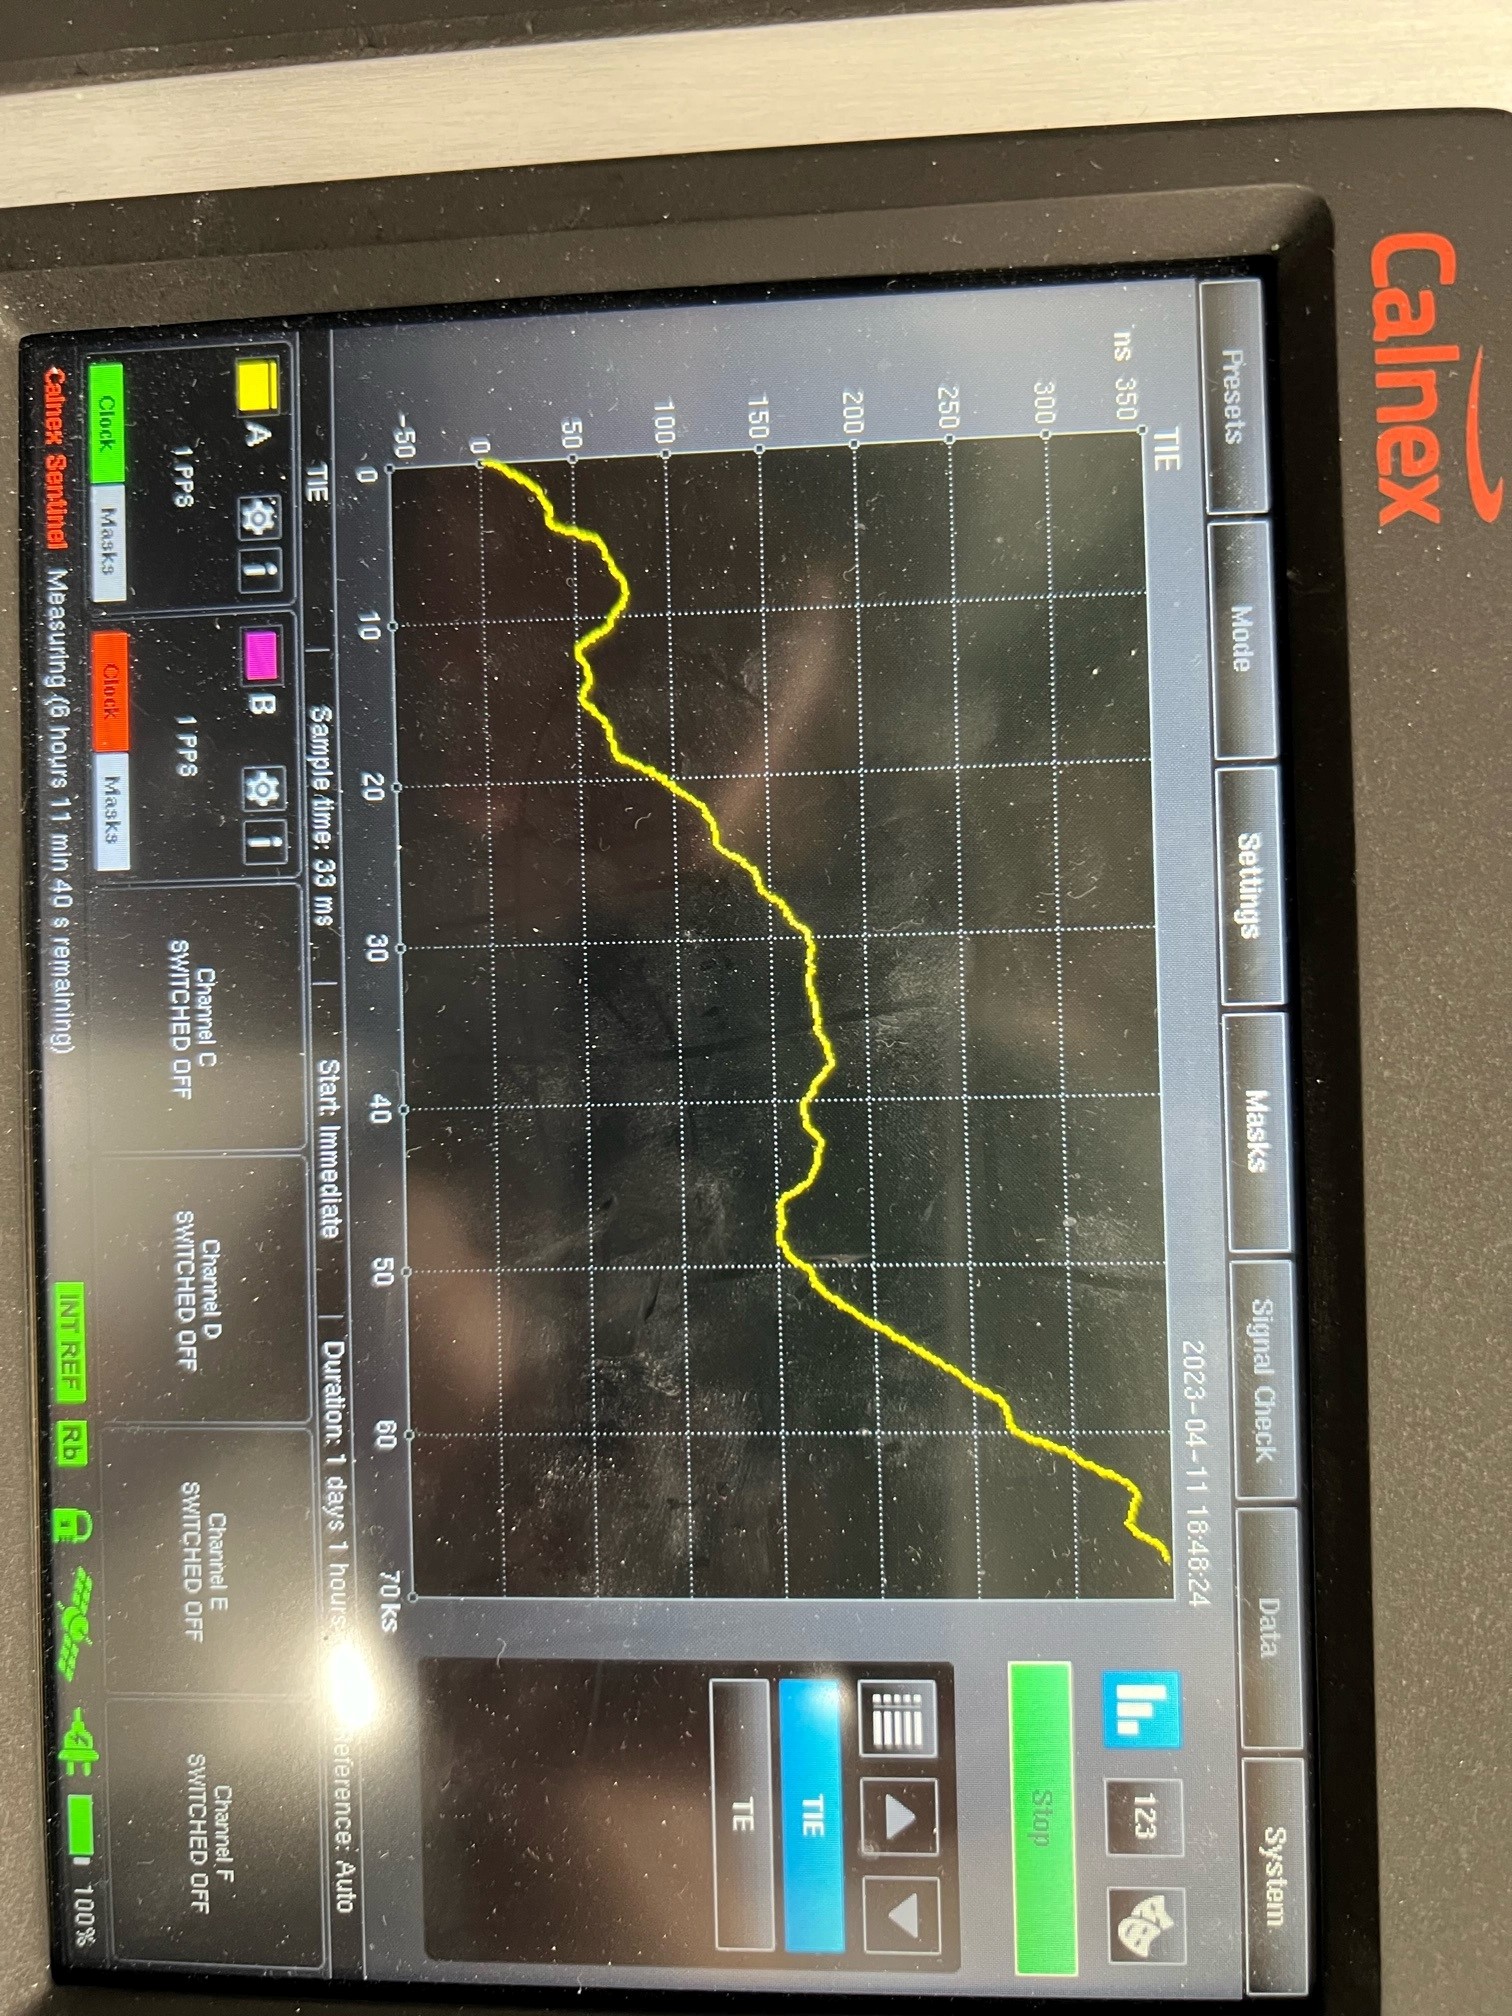 Calnex
Presets Mode Settings Masks Signal Check Data System
2023-04-11 18:48:24
TIE
ns 350
300
250
200
150
100
50
0
-50
0 10 20 30 40 50 60 70 ks
123
Stop
TIE
TE
TIE | Sample time: 33 ms | Start: Immediate | Duration: 1 days 1 hours Reference: Auto
A
1 PPS
Clock Masks
B
1 PPS
Clock Masks
Channel C
SWITCHED OFF
Channel D
SWITCHED OFF
Channel E
SWITCHED OFF
Channel F
SWITCHED OFF
Calnex Sentinel Measuring (6 hours 11 min 40 s remaining)
INT REF Rb 100%